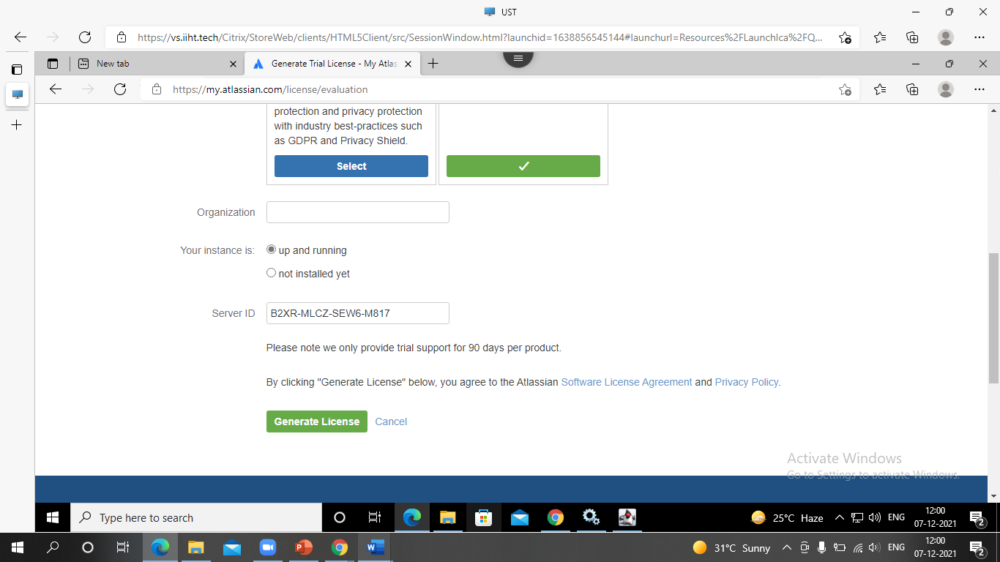 UST
https://vs.iiht.tech/Citrix/StoreWeb/clients/HTML5Client/src/SessionWindow.html?launchid=1638856545144#launchurl=Resources%2FLaunchIca%2FQ...
New tab
Generate Trial License - My Atlas
https://my.atlassian.com/license/evaluation
protection and privacy protection
with industry best-practices such
as GDPR and Privacy Shield.
Select
Organization
Your instance is:
up and running
not installed yet
Server ID
B2XR-MLCZ-SEW6-M817
Please note we only provide trial support for 90 days per product.
By clicking "Generate License" below, you agree to the Atlassian Software License Agreement and Privacy Policy.
Generate License
Cancel
Activate Windows
Go to Settings to activate Windows.
Type here to search
25°C Haze
ENG
12:00
07-12-2021
2
31°C Sunny
ENG
12:00
07-12-2021
2